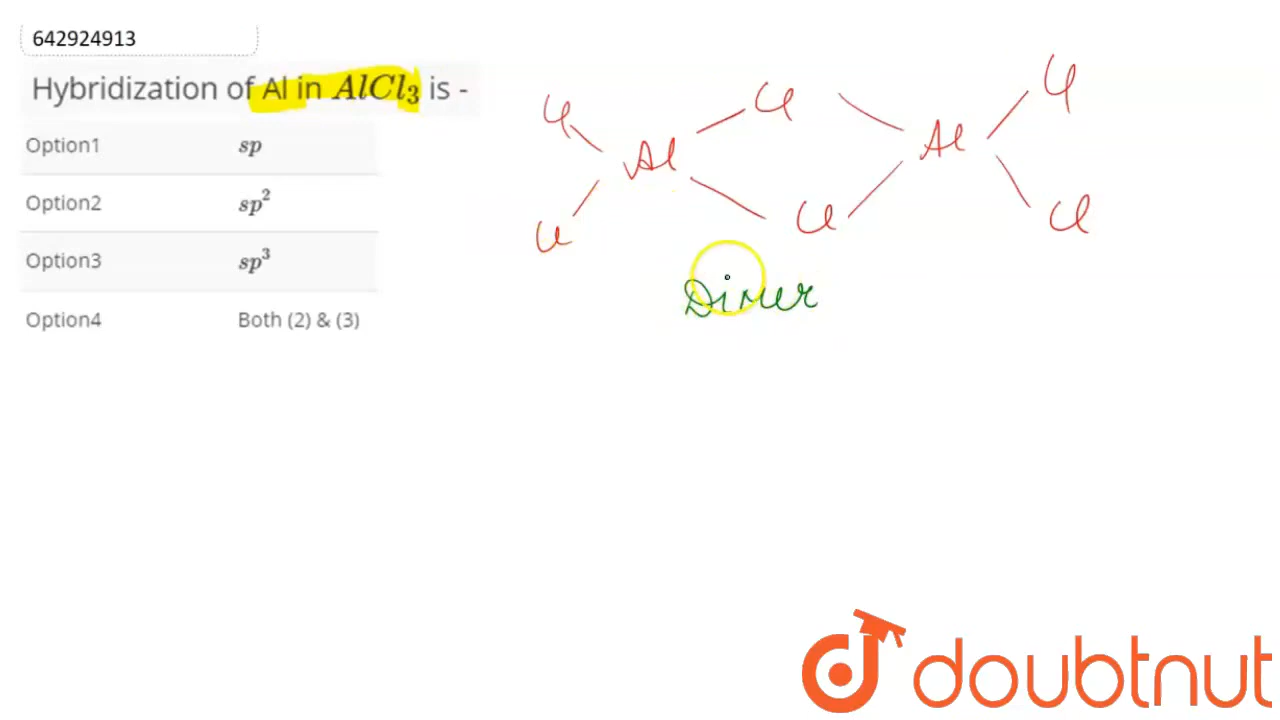 642924913
Hybridization of Al in AlCl₃ is -
Option1 sp
Option2 sp²
Option3 sp³
Option4 Both (2) & (3)
Cl Cl Cl
Al Al
Cl Cl Cl
Dimer
doubtnut